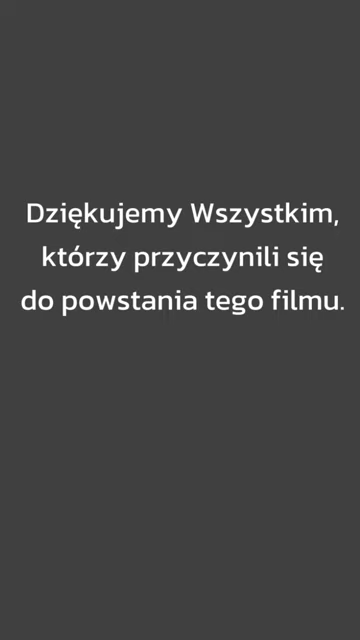 Dziękujemy Wszystkim,
którzy przyczynili się
do powstania tego filmu.